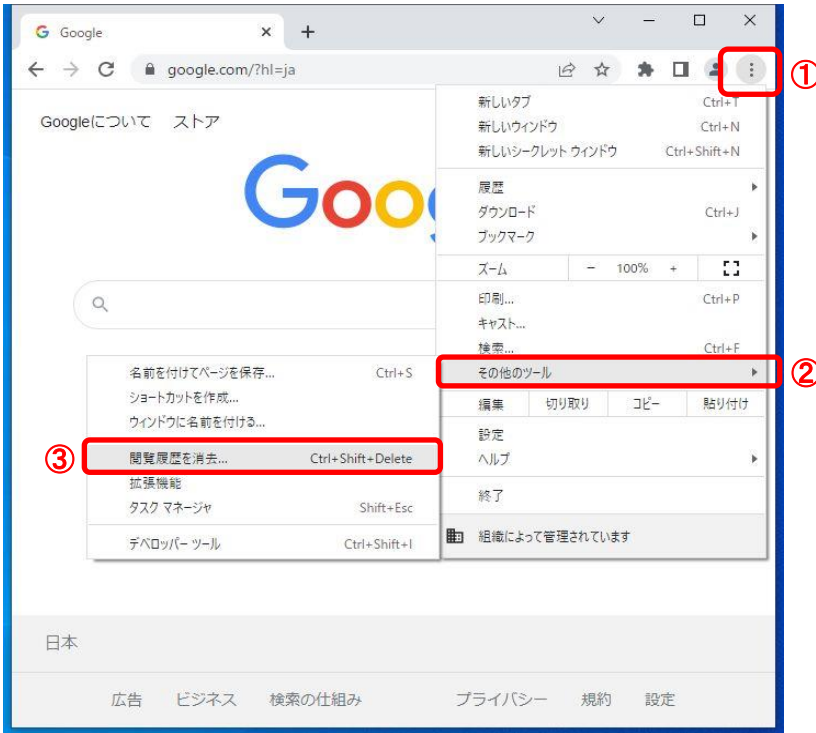 Google
google.com/?hl=ja
①
Googleについて ストア
新しいタブ Ctrl+T
新しいウィンドウ Ctrl+N
新しいシークレット ウィンドウ Ctrl+Shift+N
履歴
ダウンロード Ctrl+J
ブックマーク
ズーム − 100% +
印刷... Ctrl+P
キャスト...
検索... Ctrl+F
その他のツール
②
編集 切り取り コピー 貼り付け
設定
ヘルプ
終了
組織によって管理されています
名前を付けてページを保存... Ctrl+S
ショートカットを作成...
ウィンドウに名前を付ける...
③
閲覧履歴を消去... Ctrl+Shift+Delete
拡張機能
タスク マネージャ Shift+Esc
デベロッパー ツール Ctrl+Shift+I
日本
広告 ビジネス 検索の仕組み プライバシー 規約 設定